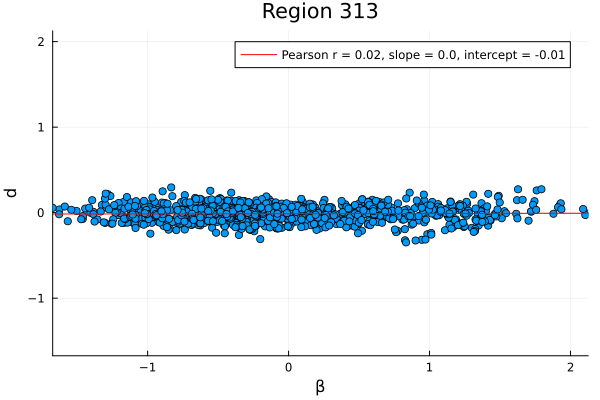 Region 313
Pearson r = 0.02, slope = 0.0, intercept = -0.01
2
1
0
−1
d
−1 0 1 2
β